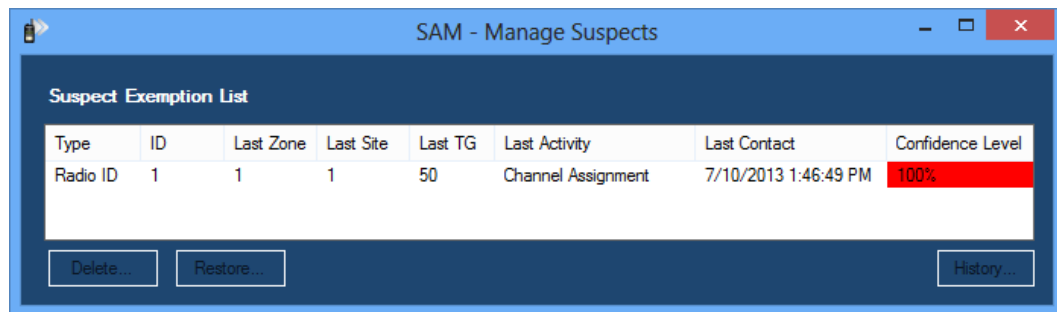 SAM - Manage Suspects
Suspect Exemption List
Type ID Last Zone Last Site Last TG Last Activity Last Contact Confidence Level
Radio ID 1 1 1 50 Channel Assignment 7/10/2013 1:46:49 PM 100%
Delete... Restore... History...